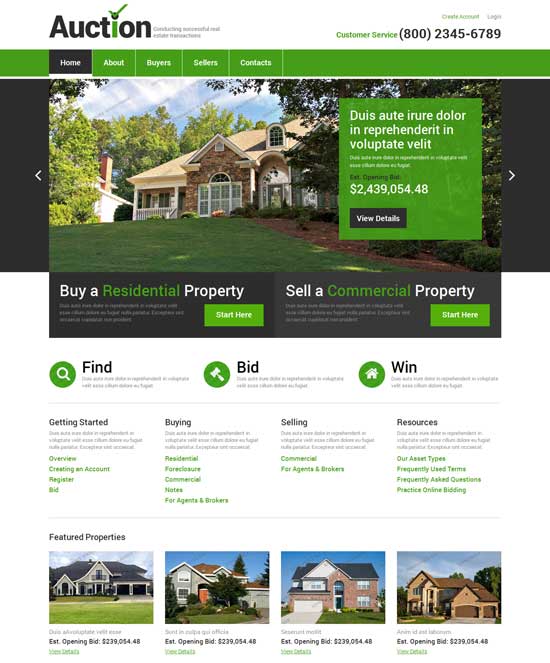 Auction
Conducting successful real
estate transactions
Create Account Login
Customer Service (800) 2345-6789
Home About Buyers Sellers Contacts
Duis aute irure dolor
in reprehenderit in
voluptate velit
Duis aute irure dolor in reprehenderit in voluptate velit esse
cillum dolore eu fugiat
Est. Opening Bid:
$2,439,054.48
View Details
Buy a Residential Property
Duis aute irure dolor in reprehenderit in voluptate velit
esse cillum dolore eu fugiat nulla pariatur. Excepteur sint
occaecat cupidatat non proident
Start Here
Sell a Commercial Property
Duis aute irure dolor in reprehenderit in voluptate velit
esse cillum dolore eu fugiat nulla pariatur. Excepteur sint
occaecat cupidatat non proident
Start Here
Find
Duis aute irure dolor in reprehenderit in voluptate
velit esse cillum dolore eu fugiat
Bid
Duis aute irure dolor in reprehenderit in voluptate
velit esse cillum dolore eu fugiat
Win
Duis aute irure dolor in reprehenderit in voluptate
velit esse cillum dolore eu fugiat
Getting Started
Duis aute irure dolor in reprehenderit in
voluptate velit esse cillum dolore eu fugiat
nulla pariatur. Excepteur sint occaecat
Overview
Creating an Account
Register
Bid
Buying
Duis aute irure dolor in reprehenderit in
voluptate velit esse cillum dolore eu fugiat
nulla pariatur. Excepteur sint occaecat
Residential
Foreclosure
Commercial
Notes
For Agents & Brokers
Selling
Duis aute irure dolor in reprehenderit in
voluptate velit esse cillum dolore eu fugiat
nulla pariatur. Excepteur sint occaecat
Commercial
For Agents & Brokers
Resources
Duis aute irure dolor in reprehenderit in
voluptate velit esse cillum dolore eu fugiat
nulla pariatur. Excepteur sint occaecat
Our Asset Types
Frequently Used Terms
Frequently Asked Questions
Practice Online Bidding
Featured Properties
Duis aAvoluptate velit esse
Est. Opening Bid: $239,054.48
View Details
Sunt in culpa qui officia
Est. Opening Bid: $239,054.48
View Details
Seserunt mollit
Est. Opening Bid: $239,054.48
View Details
Anim id est laborum
Est. Opening Bid: $239,054.48
View Details